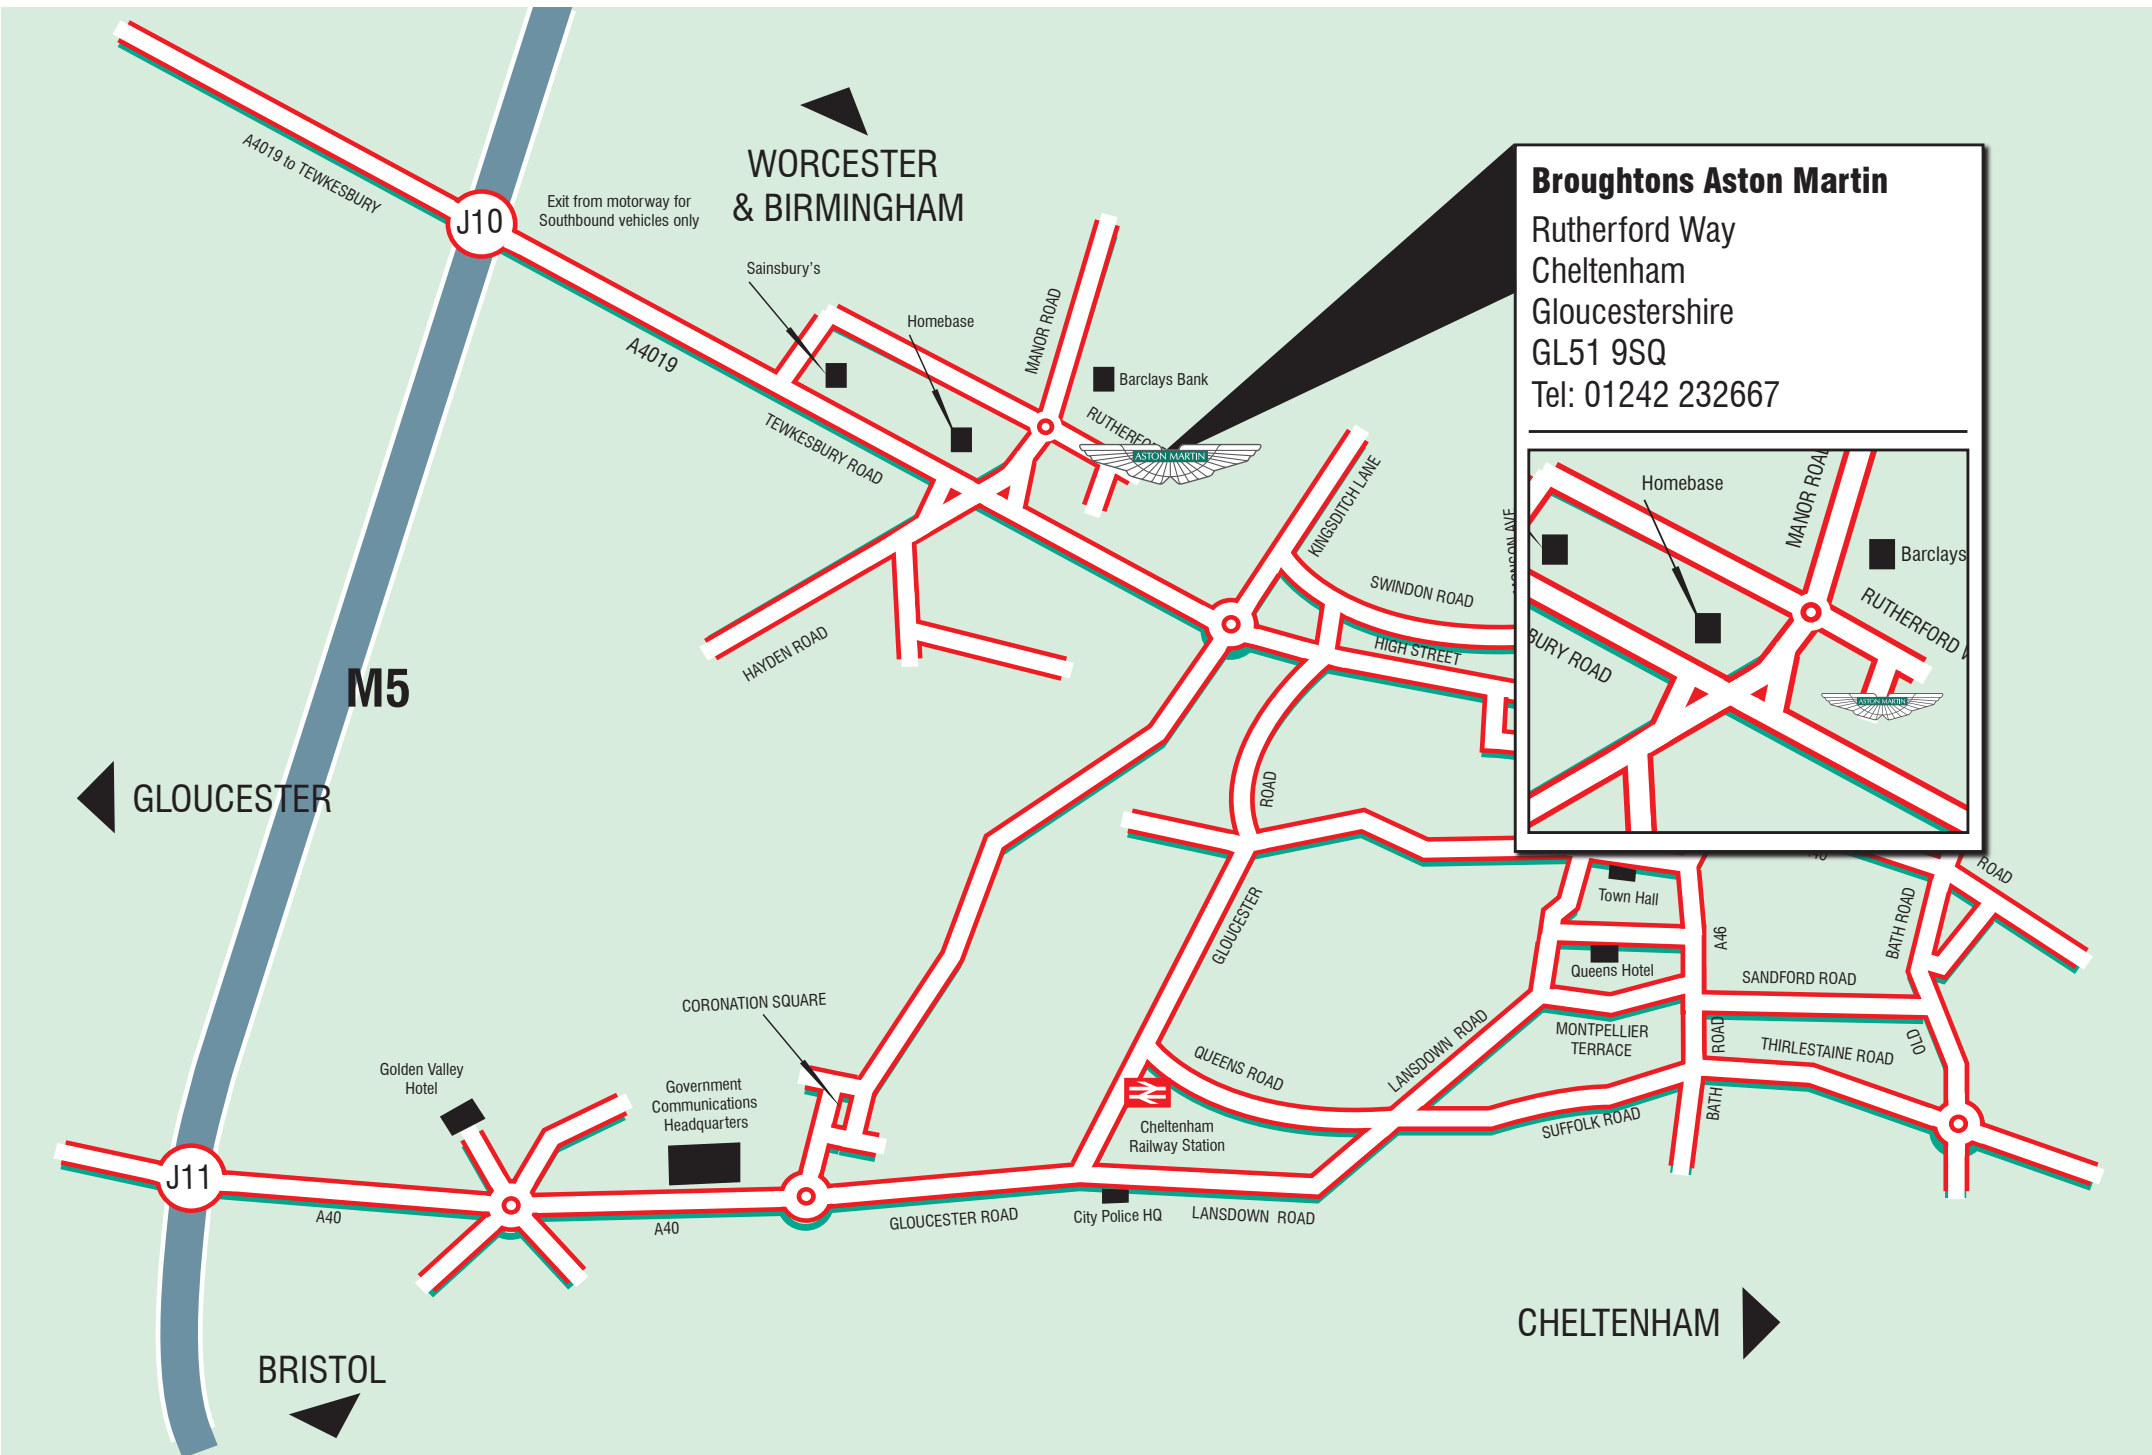 A4019 to TEWKESBURY
J10
Exit from motorway for
Southbound vehicles only
WORCESTER
& BIRMINGHAM
Sainsbury's
Homebase
MANOR ROAD
Barclays Bank
A4019
TEWKESBURY ROAD
ASTON MARTIN
Broughtons Aston Martin
Rutherford Way
Cheltenham
Gloucestershire
GL51 9SQ
Tel: 01242 232667
Homebase
MANOR ROAD
Barclays
RUTHERFORD
BURY ROAD
ASTON MARTIN
KINGSDITCH LANE
SWINDON ROAD
HIGH STREET
HAYDEN ROAD
M5
GLOUCESTER
ROAD
GLOUCESTER
Town Hall
A46
Queens Hotel
BATH ROAD
ROAD
SANDFORD ROAD
CORONATION SQUARE
MONTPELLIER
TERRACE
ROAD
BATH
THIRLESTAINE ROAD
OLD
LANSDOWN ROAD
QUEENS ROAD
SUFFOLK ROAD
Golden Valley
Hotel
Government
Communications
Headquarters
Cheltenham
Railway Station
J11
A40
A40
GLOUCESTER ROAD
City Police HQ
LANSDOWN ROAD
CHELTENHAM
BRISTOL